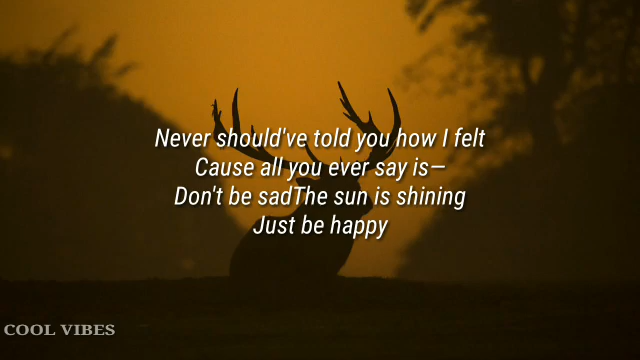 Never should've told you how I felt
Cause all you ever say is—
Don't be sadThe sun is shining
Just be happy
COOL VIBES